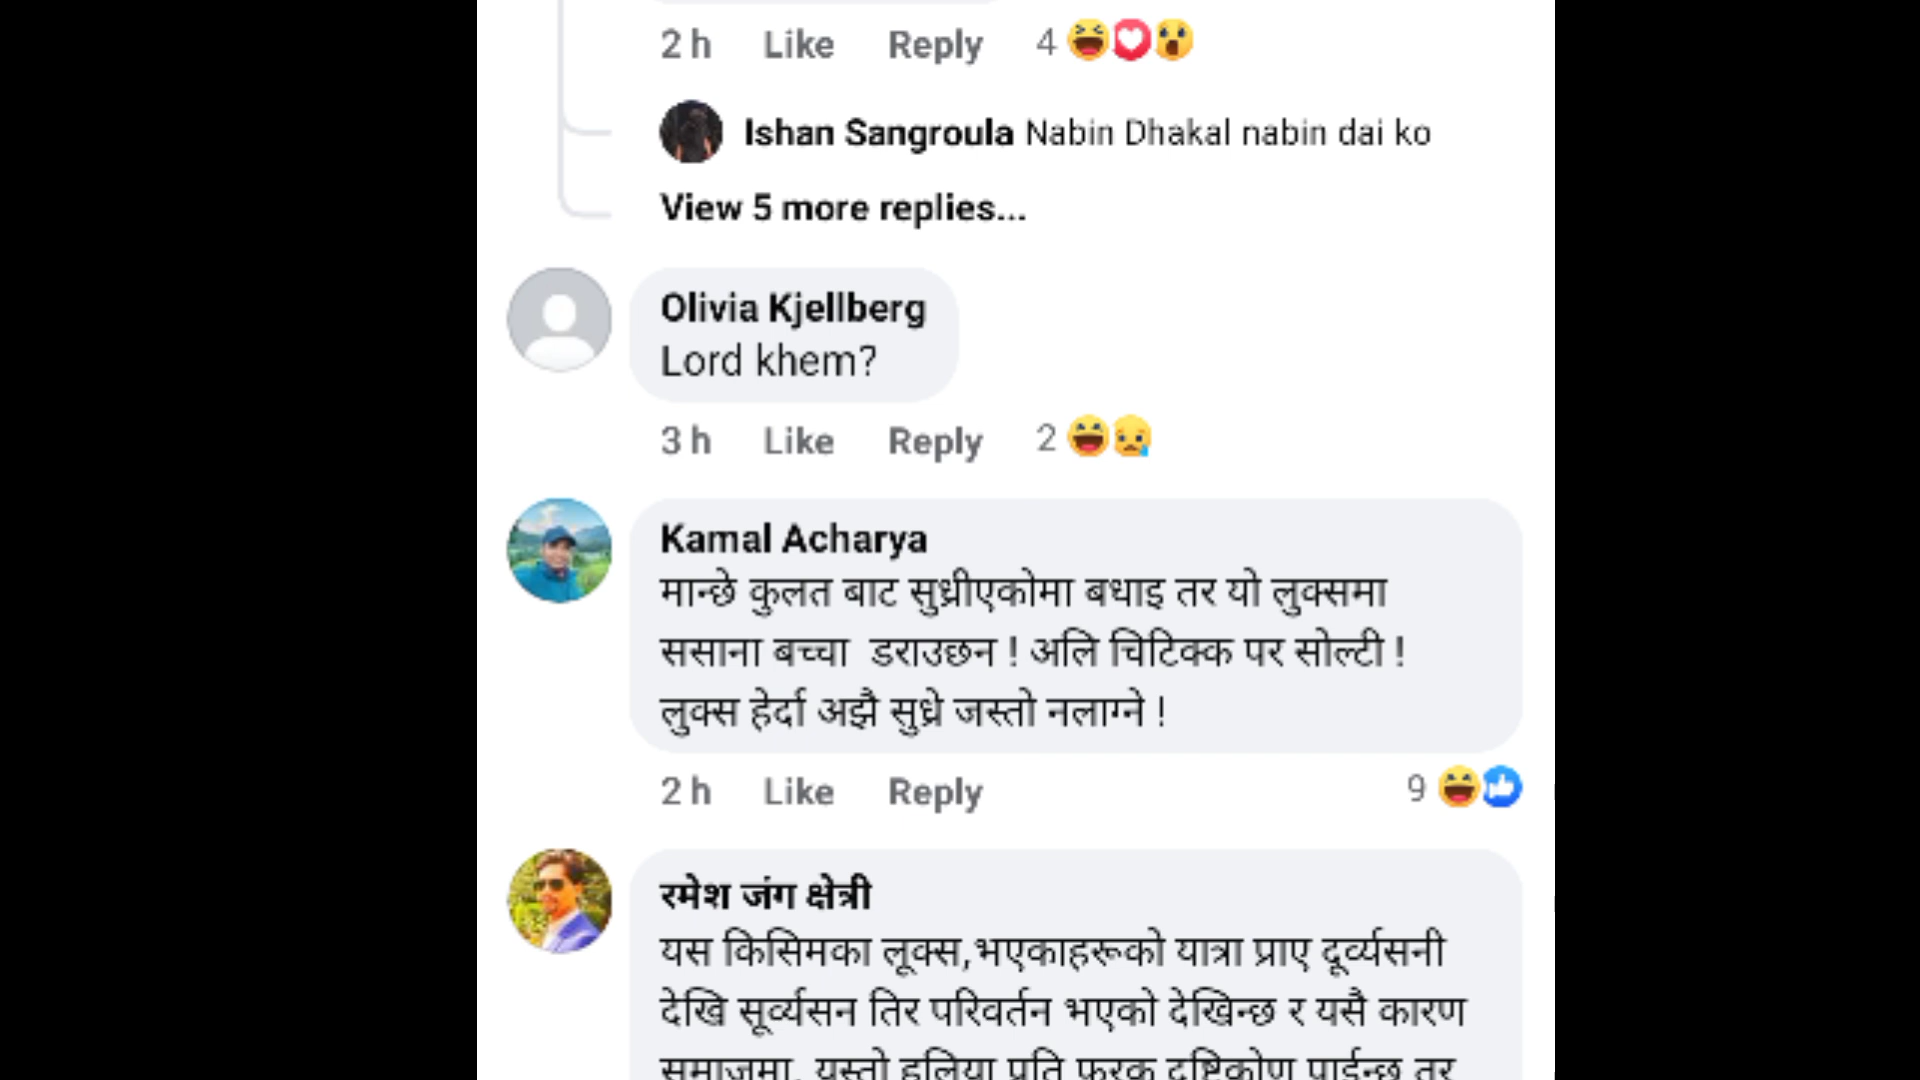 2 h Like Reply 4
Ishan Sangroula Nabin Dhakal nabin dai ko
View 5 more replies...
Olivia Kjellberg
Lord khem?
3 h Like Reply 2
Kamal Acharya
मान्छे कुलत बाट सुध्रीएकोमा बधाइ तर यो लुक्समा
ससाना बच्चा डराउछन ! अलि चिटिक्क पर सोल्टी !
लुक्स हेर्दा अझै सुध्रे जस्तो नलाग्ने !
2 h Like Reply 9
रमेश जंग क्षेत्री
यस किसिमका लूक्स,भएकाहरूको यात्रा प्राए दूर्व्यसनी
देखि सूर्व्यसन तिर परिवर्तन भएको देखिन्छ र यसै कारण
समाजमा, यस्तो हुलिया प्रति फरक दृष्टिकोण पाईन्छ तर